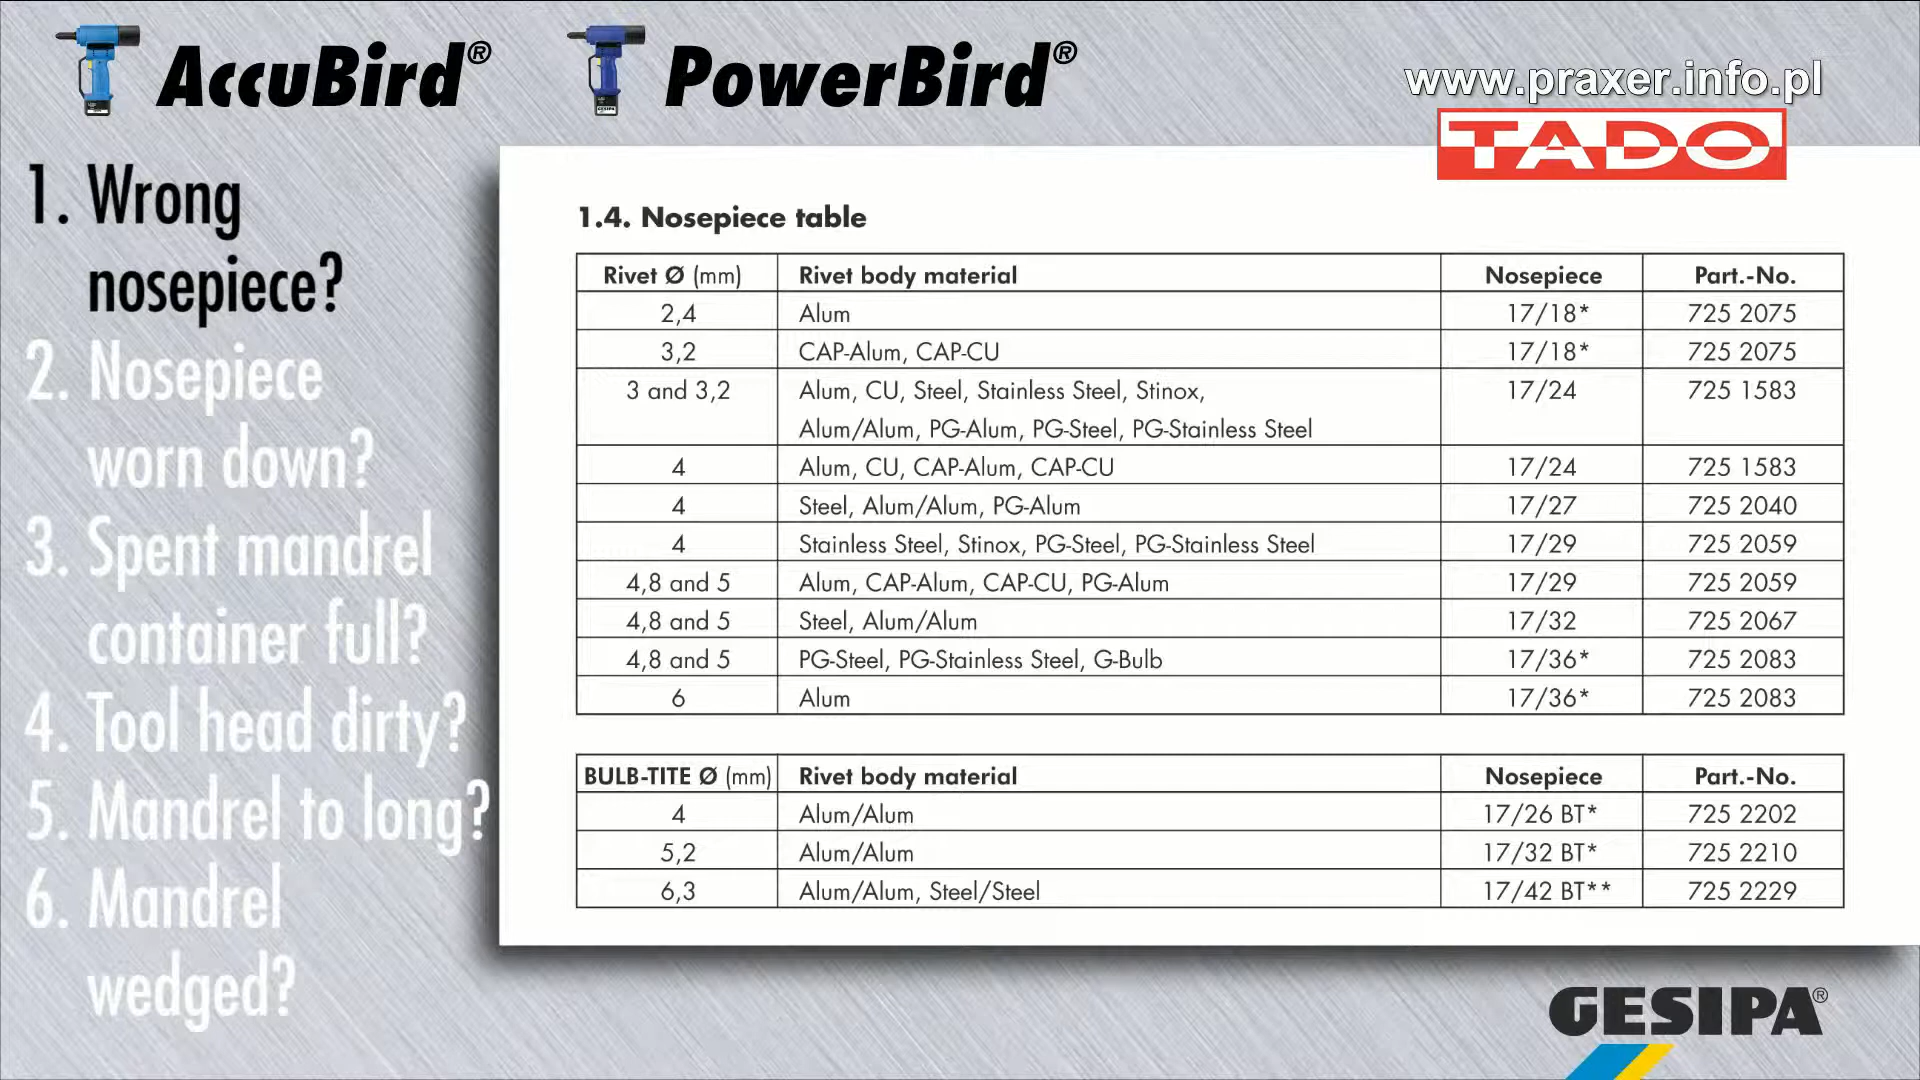 AccuBird®
PowerBird®
www.praxer.info.pl
TADO
1. Wrong
nosepiece?
2. Nosepiece
worn down?
3. Spent mandrel
container full?
4. Tool head dirty?
5. Mandrel to long?
6. Mandrel
wedged?
1.4. Nosepiece table
Rivet Ø (mm) Rivet body material Nosepiece Part.-No.
2,4 Alum 17/18* 725 2075
3,2 CAP-Alum, CAP-CU 17/18* 725 2075
3 and 3,2 Alum, CU, Steel, Stainless Steel, Stinox, 17/24 725 1583
Alum/Alum, PG-Alum, PG-Steel, PG-Stainless Steel
4 Alum, CU, CAP-Alum, CAP-CU 17/24 725 1583
4 Steel, Alum/Alum, PG-Alum 17/27 725 2040
4 Stainless Steel, Stinox, PG-Steel, PG-Stainless Steel 17/29 725 2059
4,8 and 5 Alum, CAP-Alum, CAP-CU, PG-Alum 17/29 725 2059
4,8 and 5 Steel, Alum/Alum 17/32 725 2067
4,8 and 5 PG-Steel, PG-Stainless Steel, G-Bulb 17/36* 725 2083
6 Alum 17/36* 725 2083
BULB-TITE Ø (mm) Rivet body material Nosepiece Part.-No.
4 Alum/Alum 17/26 BT* 725 2202
5,2 Alum/Alum 17/32 BT* 725 2210
6,3 Alum/Alum, Steel/Steel 17/42 BT** 725 2229
GESIPA®